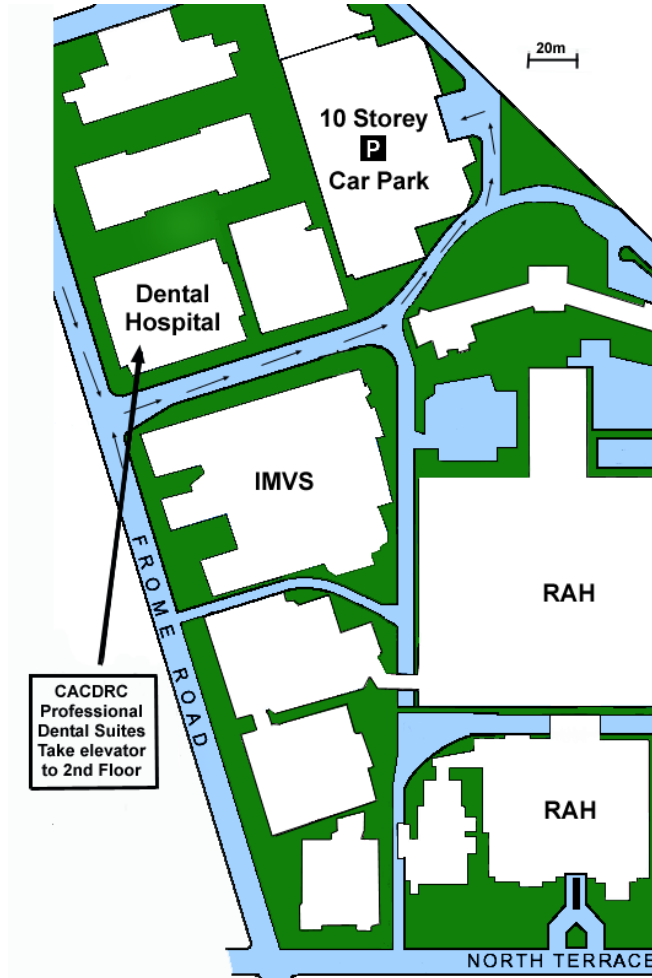 20m
10 Storey
P
Car Park
Dental
Hospital
IMVS
FROME ROAD
RAH
CACDRC
Professional
Dental Suites
Take elevator
to 2nd Floor
RAH
NORTH TERRACE